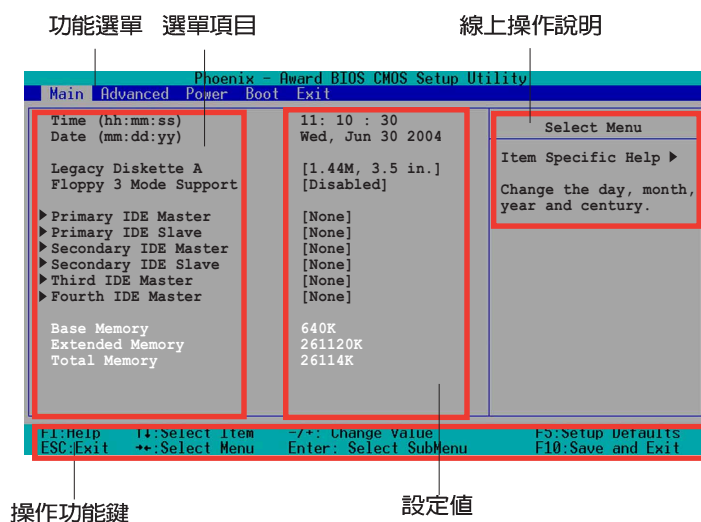 功能選單 選單項目 線上操作說明
Phoenix - Award BIOS CMOS Setup Utility
Main Advanced Power Boot Exit
Time (hh:mm:ss) 11: 10 : 30
Date (mm:dd:yy) Wed, Jun 30 2004
Legacy Diskette A [1.44M, 3.5 in.]
Floppy 3 Mode Support [Disabled]
▶Primary IDE Master [None]
▶Primary IDE Slave [None]
▶Secondary IDE Master [None]
▶Secondary IDE Slave [None]
▶Third IDE Master [None]
▶Fourth IDE Master [None]
Base Memory 640K
Extended Memory 261120K
Total Memory 26114K
Select Menu
Item Specific Help ▶
Change the day, month,
year and century.
F1:Help ↑↓:Select Item -/+: Change Value F5:Setup Defaults
ESC:Exit →←:Select Menu Enter: Select SubMenu F10:Save and Exit
操作功能鍵 設定值